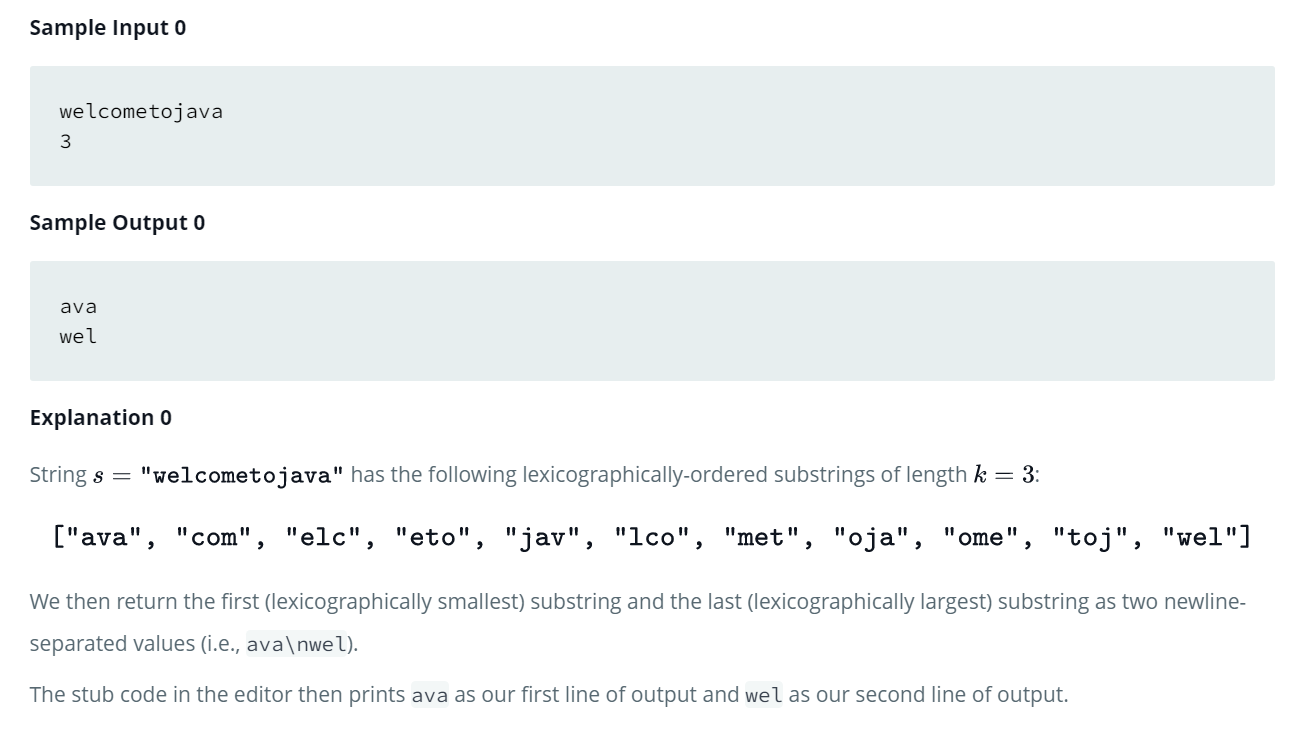 Sample Input 0
welcometojava
3
Sample Output 0
ava
wel
Explanation 0
String s = "welcometojava" has the following lexicographically-ordered substrings of length k = 3:
["ava", "com", "elc", "eto", "jav", "lco", "met", "oja", "ome", "toj", "wel"]
We then return the first (lexicographically smallest) substring and the last (lexicographically largest) substring as two newline-
separated values (i.e., ava\nwel).
The stub code in the editor then prints ava as our first line of output and wel as our second line of output.